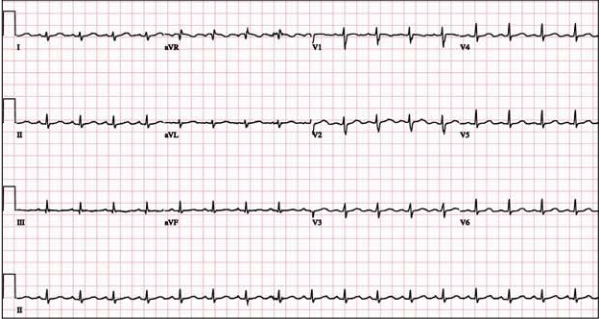 I aVR V1 V4
II aVL V2 V5
III aVF V3 V6
II